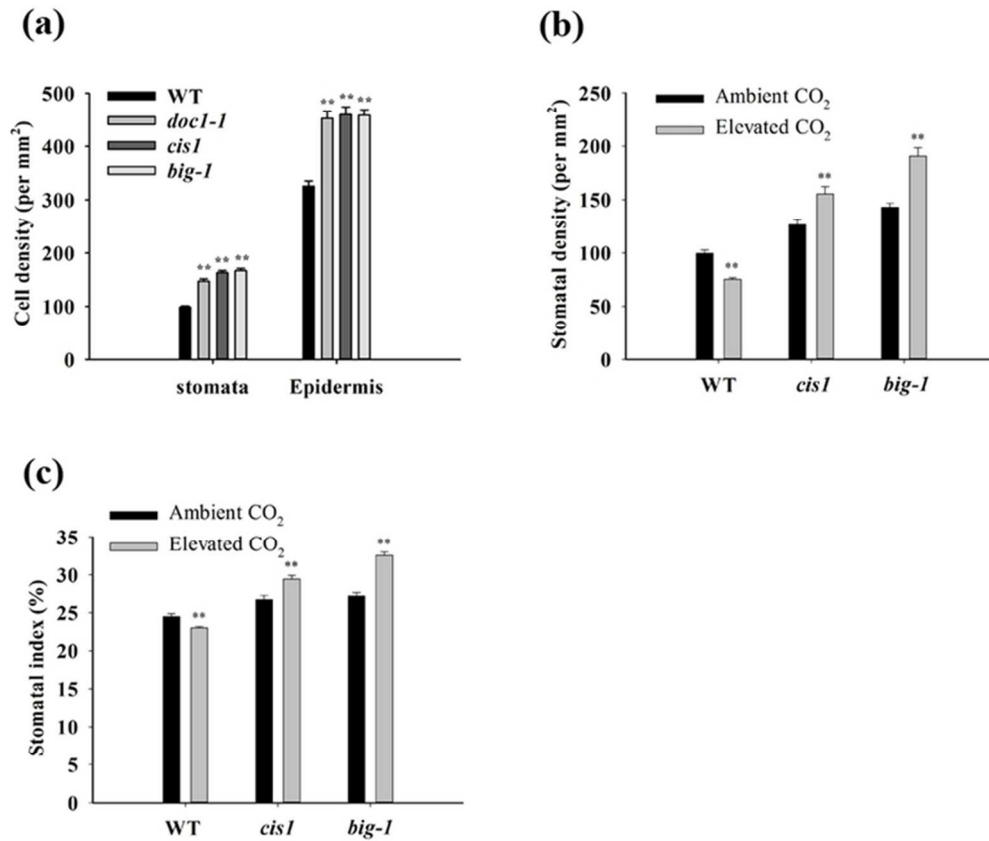 (a)
WT
doc1-1
cis1
big-1
Cell density (per mm²)
500
400
300
200
100
0
** ** **
** ** **
stomata Epidermis
(b)
Ambient CO₂
Elevated CO₂
Stomatal density (per mm²)
250
200
150
100
50
0
**
**
**
WT cis1 big-1
(c)
Ambient CO₂
Elevated CO₂
Stomatal index (%)
35
30
25
20
15
10
5
0
**
**
**
WT cis1 big-1